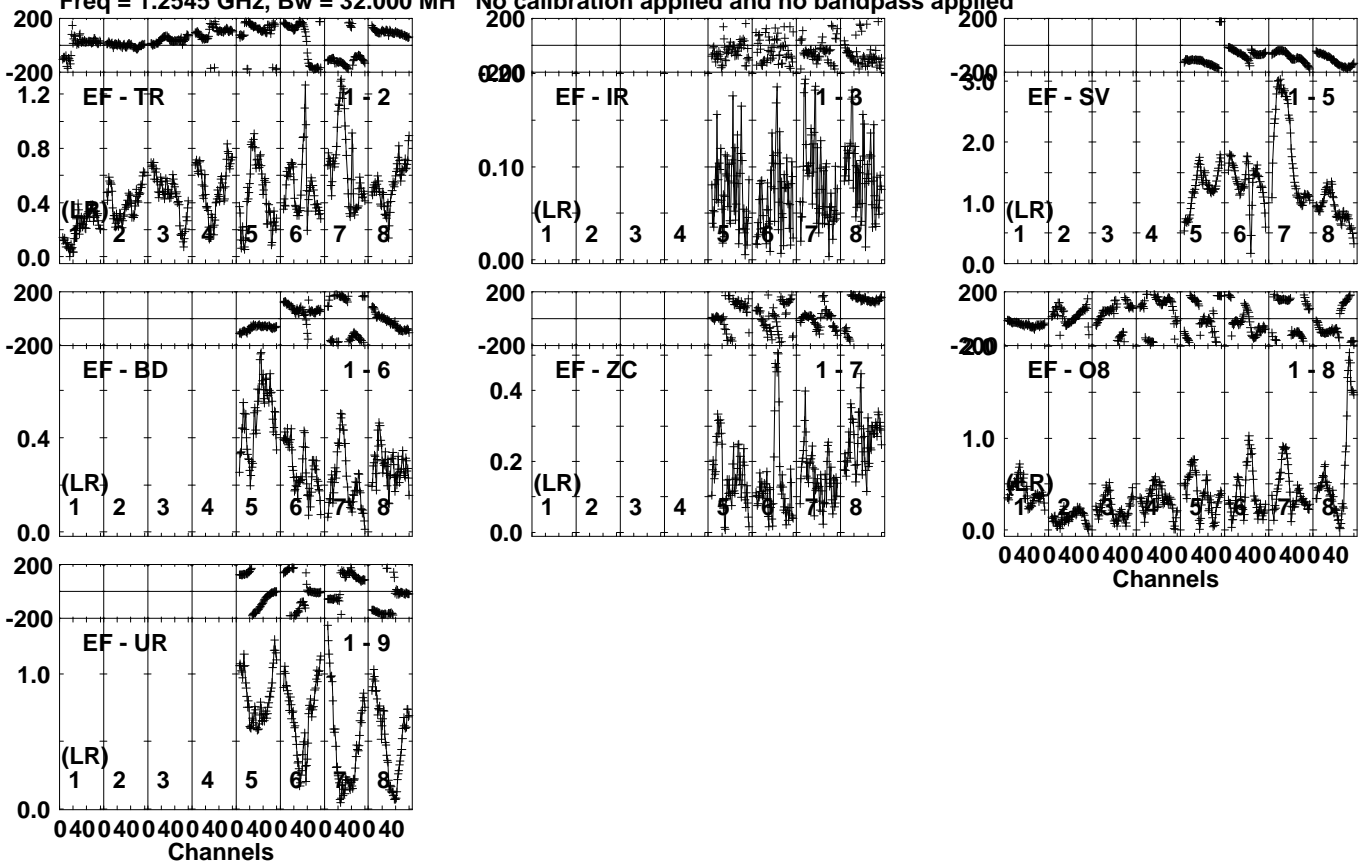 Freq = 1.2545 GHz, Bw = 32.000 MH No calibration applied and no bandpass applied
200
-200
EF - TR 1 - 2
1.2
0.8
0.4
0.0
(LR)
1 2 3 4 5 6 7 8
200
EF - IR 1 - 3
0.10
0.00
(LR)
1 2 3 4 5 6 7 8
200
-200
3.0
EF - SV 1 - 5
2.0
1.0
0.0
(LR)
1 2 3 4 5 6 7 8
200
-200
EF - BD 1 - 6
0.4
0.0
(LR)
1 2 3 4 5 6 7 8
200
-200
EF - ZC 1 - 7
0.4
0.2
0.0
(LR)
1 2 3 4 5 6 7 8
200
EF - O8 1 - 8
1.0
0.0
(LR)
1 2 3 4 5 6 7 8
0 40 0 40 0 40 0 40 0 40 0 40 0 40 0 40
Channels
200
-200
EF - UR 1 - 9
1.0
0.0
(LR)
1 2 3 4 5 6 7 8
0 40 0 40 0 40 0 40 0 40 0 40 0 40 0 40
Channels